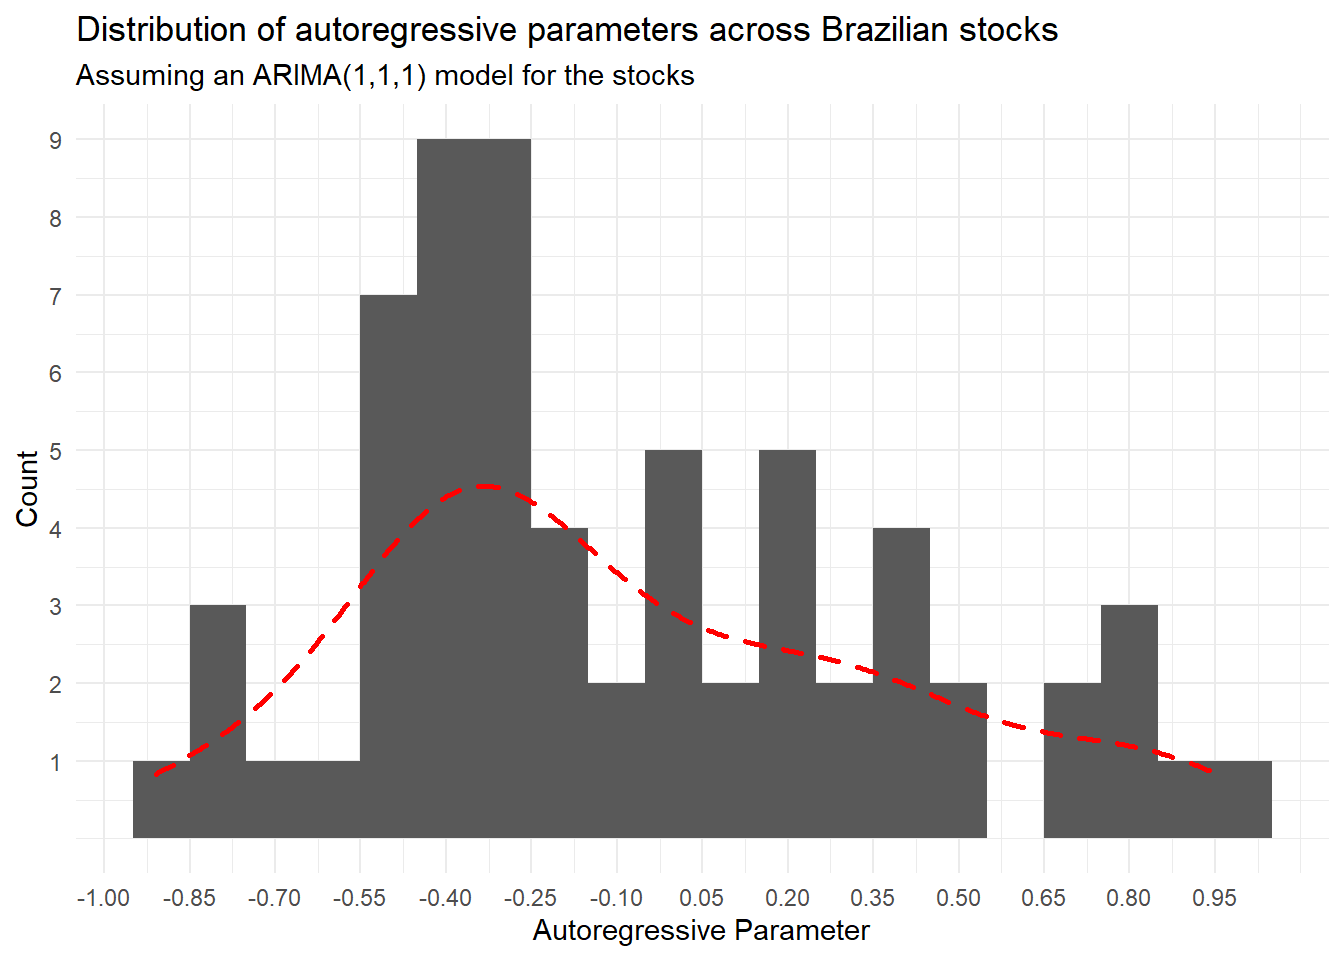 Distribution of autoregressive parameters across Brazilian stocks
Assuming an ARIMA(1,1,1) model for the stocks
9
8
7
6
5
4
3
2
1
Count
-1.00 -0.85 -0.70 -0.55 -0.40 -0.25 -0.10 0.05 0.20 0.35 0.50 0.65 0.80 0.95
Autoregressive Parameter